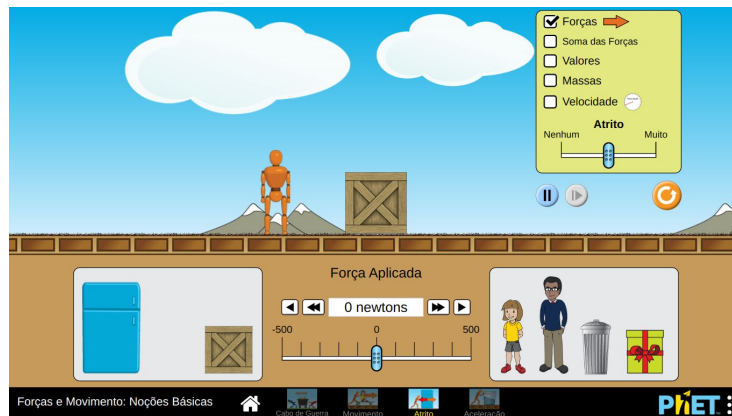 Forças
Soma das Forças
Valores
Massas
Velocidade
Atrito
Nenhum
Muito
Força Aplicada
0 newtons
-500
0
500
Forças e Movimento: Noções Básicas
Cabo de Guerra
Movimento
Atrito
Aceleração
PhET